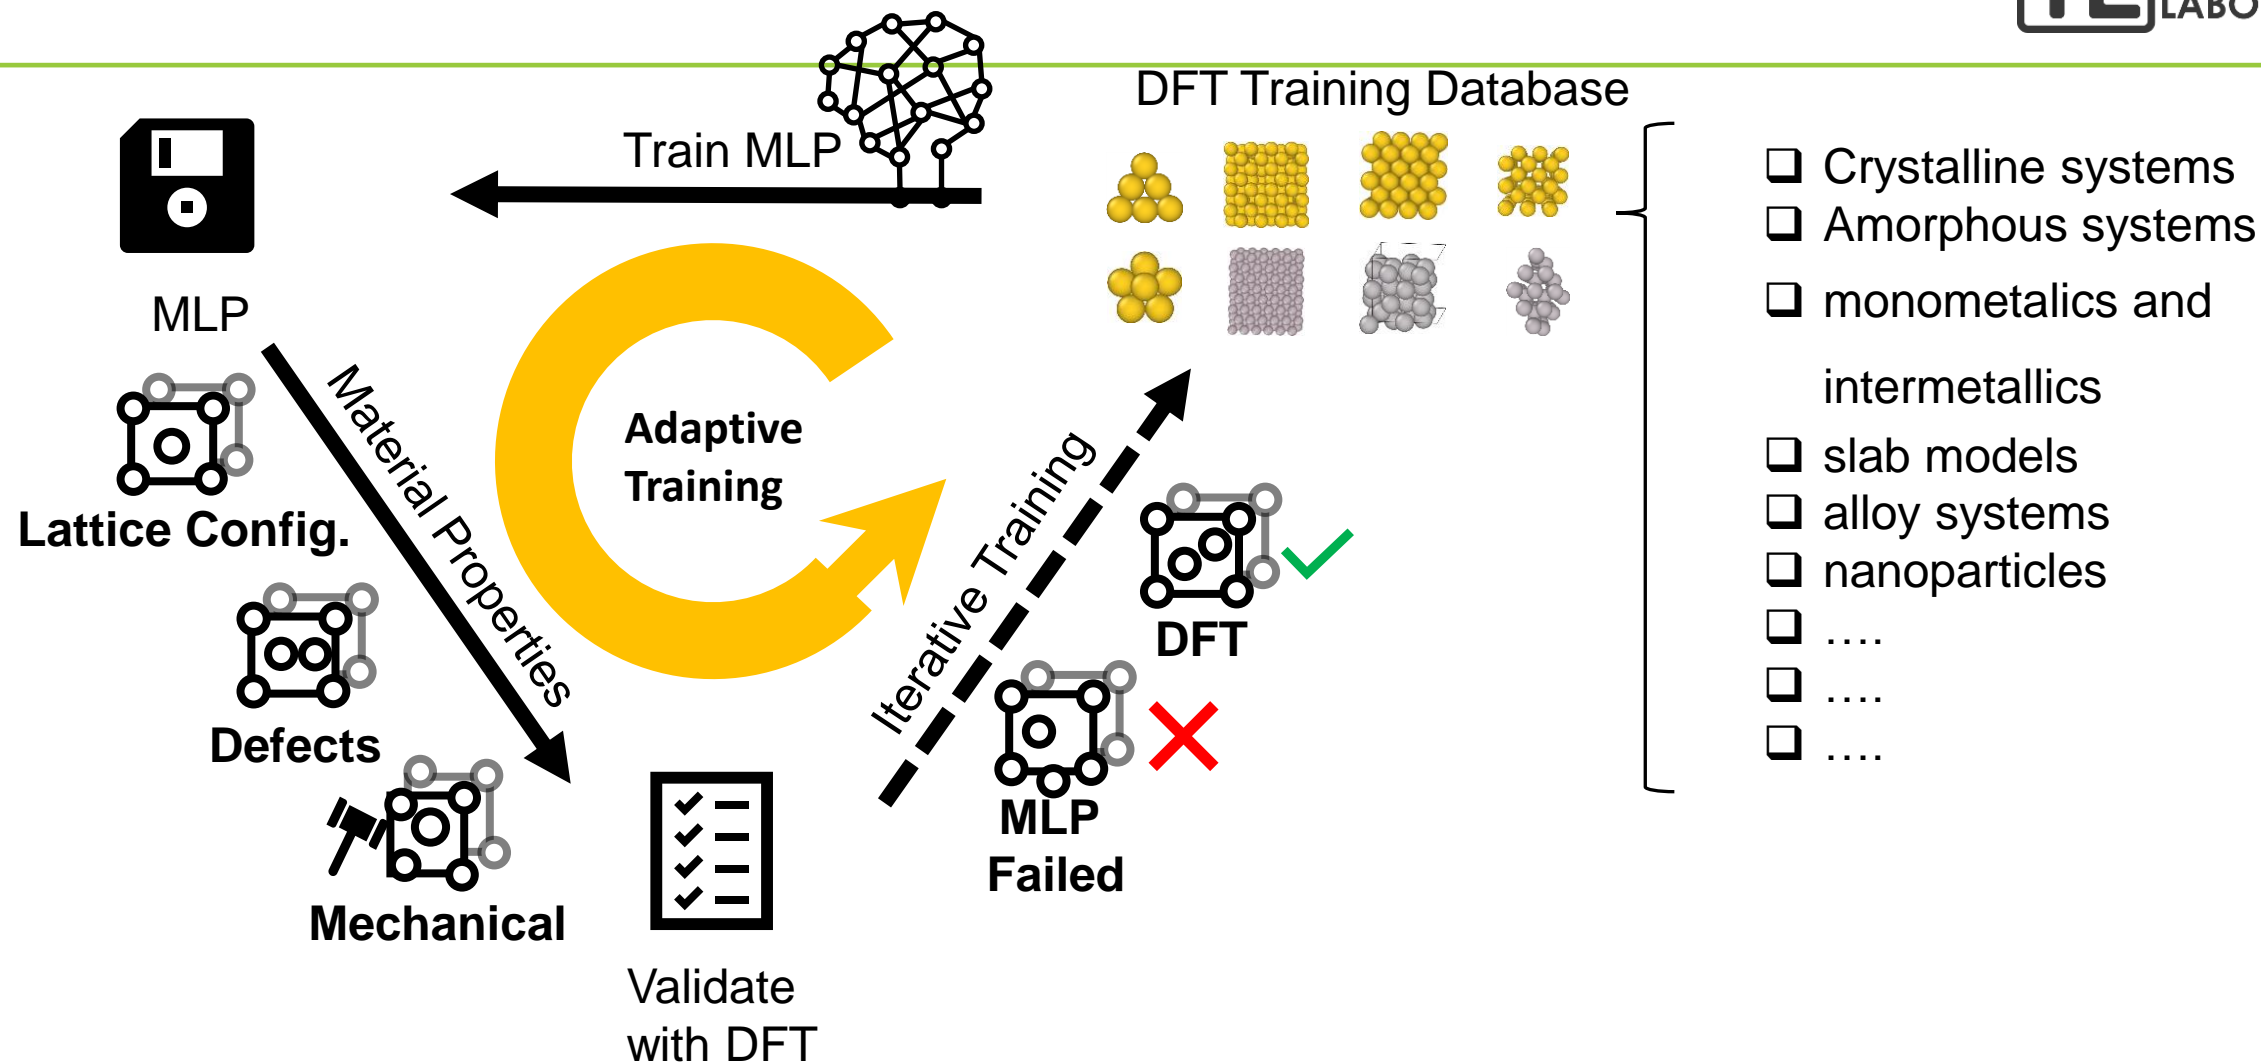 LABO
DFT Training Database
Train MLP
MLP
Material Properties
Lattice Config.
Defects
Mechanical
Adaptive
Training
Validate
with DFT
Iterative Training
DFT
MLP
Failed
Crystalline systems
Amorphous systems
monometalics and
intermetallics
slab models
alloy systems
nanoparticles
....
....
....